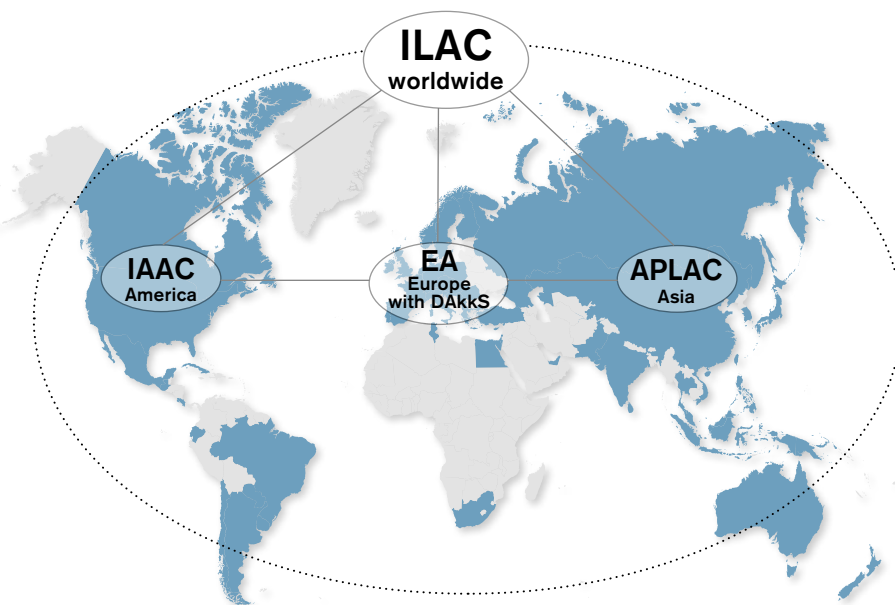 ILAC
worldwide
IAAC
America
EA
Europe
with DAkkS
APLAC
Asia